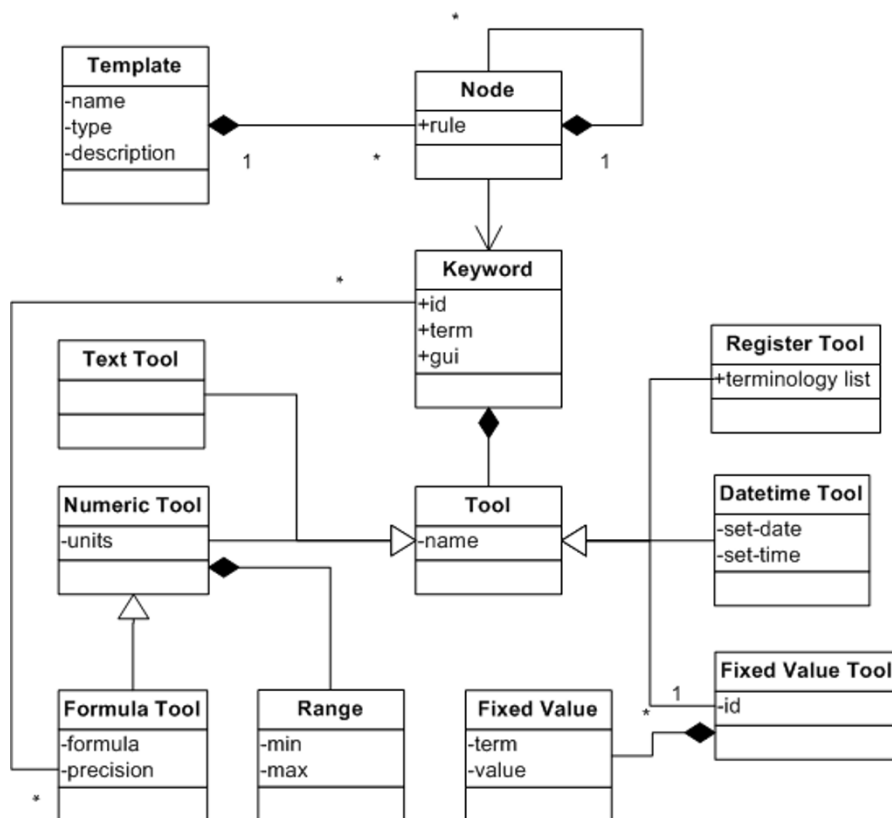 *
Template
-name
-type
-description
Node
+rule
1
*
1
Keyword
+id
+term
+gui
*
Text Tool
Register Tool
+terminology list
Numeric Tool
-units
Tool
-name
Datetime Tool
-set-date
-set-time
Formula Tool
-formula
-precision
*
Range
-min
-max
Fixed Value
-term
-value
*
1
Fixed Value Tool
-id